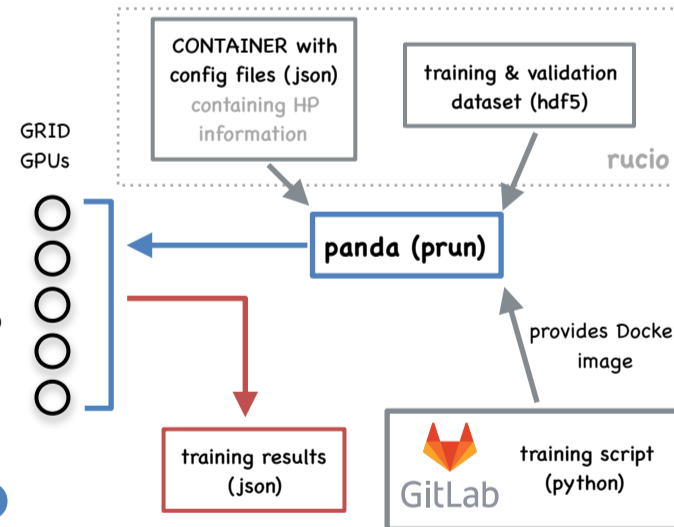 CONTAINER with
config files (json)
containing HP
information
training & validation
dataset (hdf5)
rucio
GRID
GPUs
panda (prun)
provides Docke
image
training results
(json)
GitLab
training script
(python)